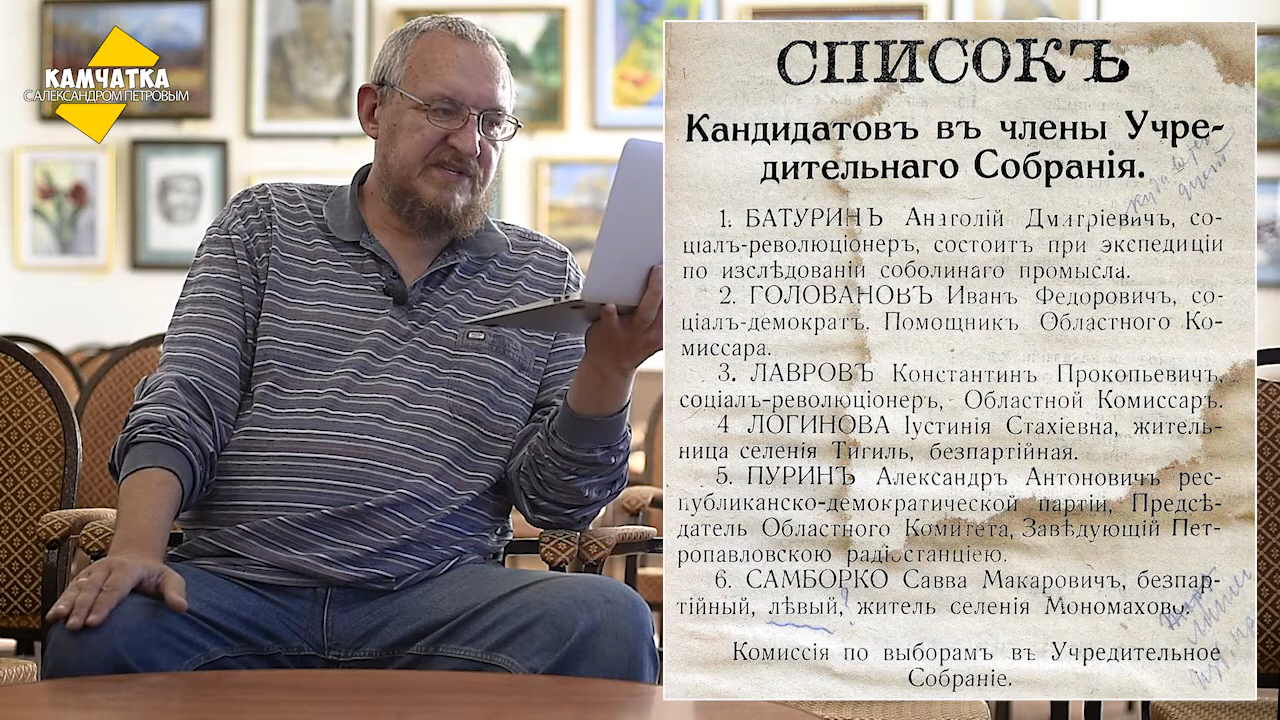 КАМЧАТКА
С АЛЕКСАНДРОМ ПЕТРОВЫМ
СПИСОКЪ
Кандидатовъ въ члены Учре-
дительнаго Собранія.
1. БАТУРИНЪ Анатолій Дмитріевичъ, со-
ціалъ-революціонеръ, состоитъ при экспедиціи
по изслѣдованій соболинаго промысла.
2. ГОЛОВАНОВЪ Иванъ Федоровичъ, со-
ціалъ-демократъ. Помощникъ Областного Ко-
миссара.
3. ЛАВРОВЪ Константинъ Прокопьевичъ,
соціалъ-революціонеръ, Областной Комиссаръ.
4 ЛОГИНОВА Іустинія Стахіевна, житель-
ница селенія Тигиль, безпартійная.
5. ПУРИНЪ Александръ Антоновичъ рес-
публиканско-демократической партіи, Предсѣ-
датель Областного Комитета, Завѣдующій Пет-
ропавловскою радіостанціею.
6. САМБОРКО Савва Макаровичъ, безпар-
тійный, лѣвый,? житель селенія Мономахово.
Комиссія по выборамъ въ Учредительное
Собраніе.